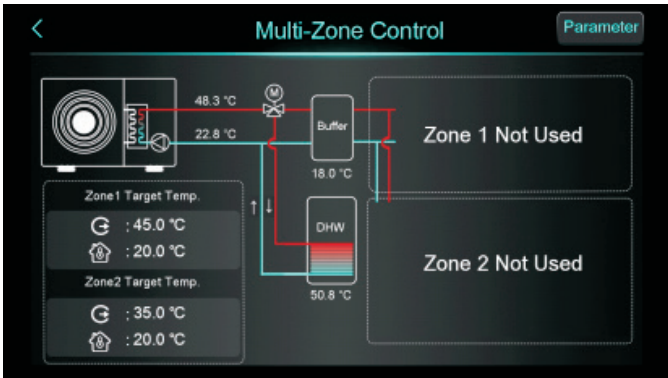 Multi-Zone Control
Parameter
M
48.3 °C
22.8 °C
Buffer
18.0 °C
Zone 1 Not Used
Zone1 Target Temp.
: 45.0 °C
: 20.0 °C
Zone2 Target Temp.
: 35.0 °C
: 20.0 °C
DHW
50.8 °C
Zone 2 Not Used